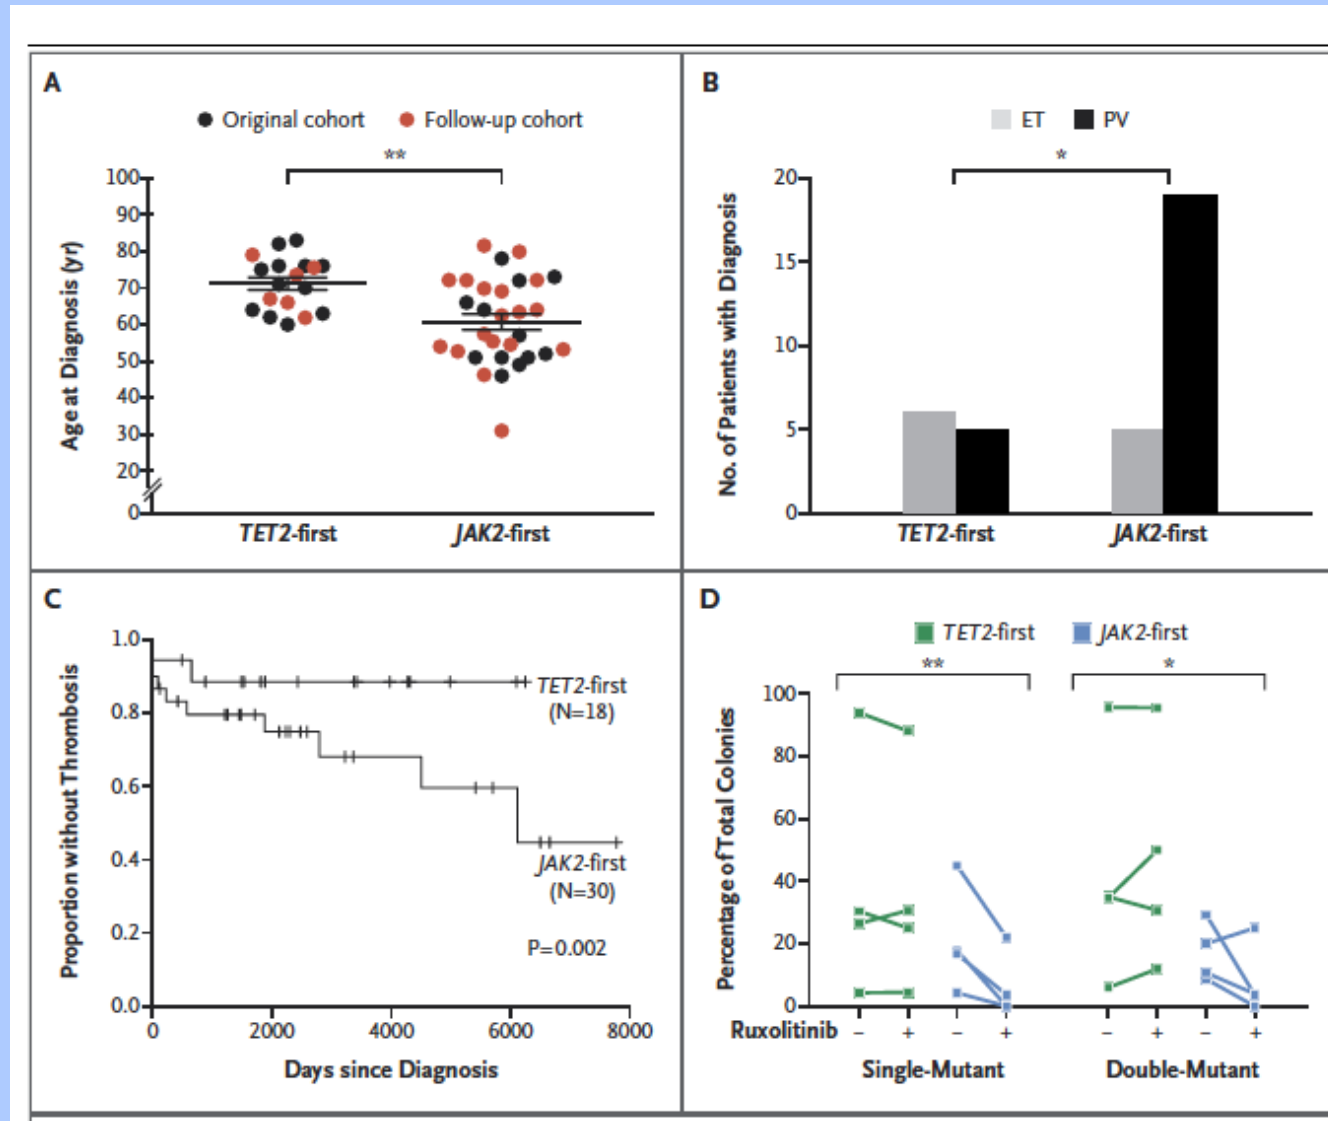 A
Original cohort Follow-up cohort
**
100
90
80
70
60
50
40
30
20
0
Age at Diagnosis (yr)
TET2-first JAK2-first
B
ET PV
*
20
15
10
5
0
No. of Patients with Diagnosis
TET2-first JAK2-first
C
1.0
0.8
0.6
0.4
0.2
0.0
Proportion without Thrombosis
TET2-first
(N=18)
JAK2-first
(N=30)
P=0.002
0 2000 4000 6000 8000
Days since Diagnosis
D
TET2-first JAK2-first
** *
100
80
60
40
20
0
Percentage of Total Colonies
Ruxolitinib − + − + − + − +
Single-Mutant Double-Mutant